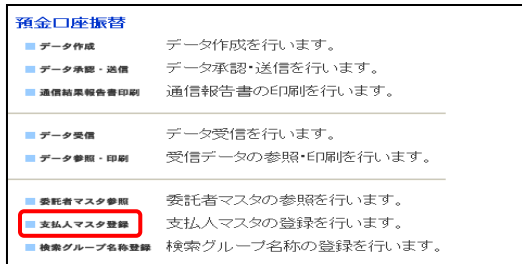 預金口座振替
データ作成 データ作成を行います。
データ承認・送信 データ承認・送信を行います。
通信結果報告書印刷 通信報告書の印刷を行います。
データ受信 データ受信を行います。
データ参照・印刷 受信データの参照・印刷を行います。
委託者マスタ参照 委託者マスタの参照を行います。
支払人マスタ登録 支払人マスタの登録を行います。
検索グループ名称登録 検索グループ名称の登録を行います。